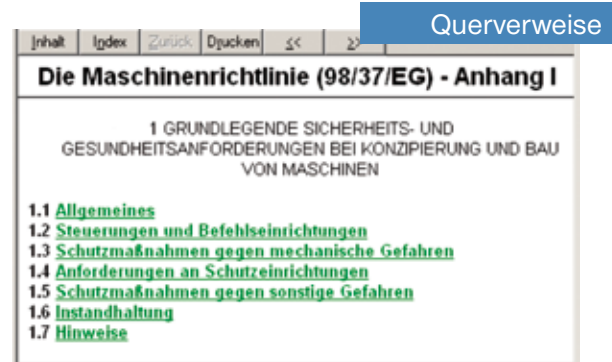 Querverweise
Inhalt Index Zurück Drucken << >>
Die Maschinenrichtlinie (98/37/EG) - Anhang I
1 GRUNDLEGENDE SICHERHEITS- UND
GESUNDHEITSANFORDERUNGEN BEI KONZIPIERUNG UND BAU
VON MASCHINEN
1.1 Allgemeines
1.2 Steuerungen und Befehlseinrichtungen
1.3 Schutzmaßnahmen gegen mechanische Gefahren
1.4 Anforderungen an Schutzeinrichtungen
1.5 Schutzmaßnahmen gegen sonstige Gefahren
1.6 Instandhaltung
1.7 Hinweise